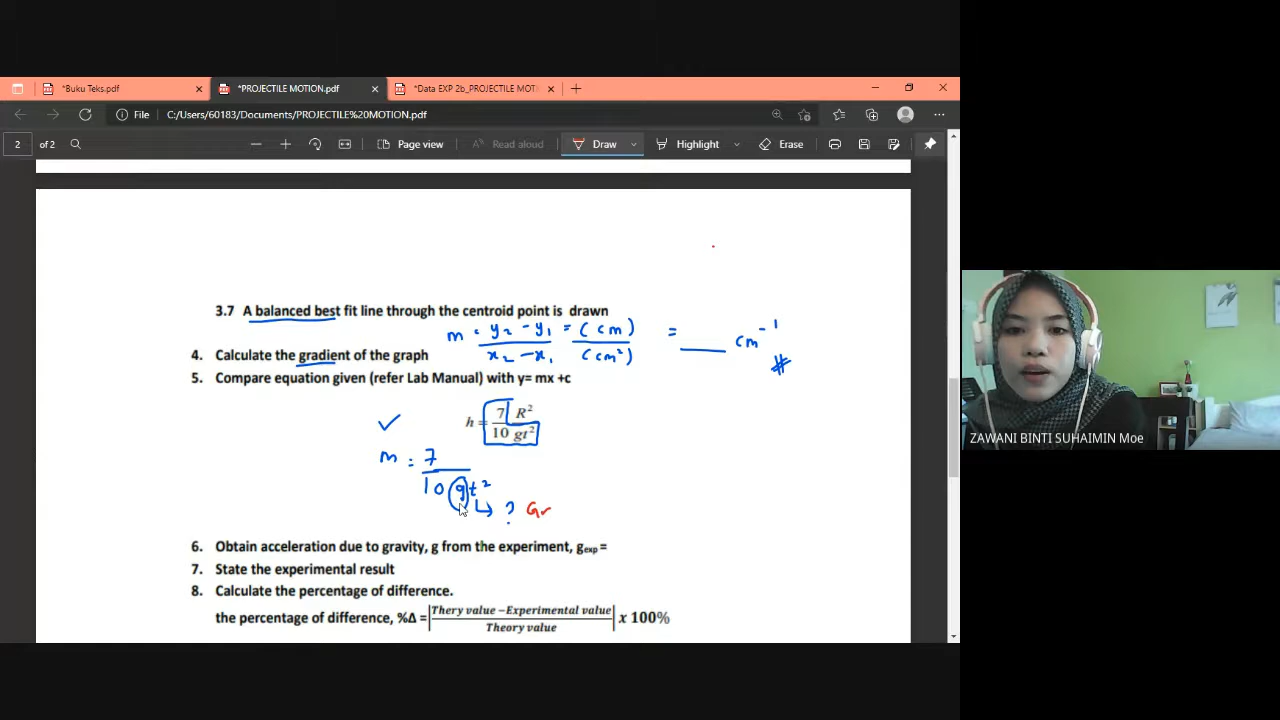 *Buku Teks.pdf
*PROJECTILE MOTION.pdf
*Data EXP 2b_PROJECTILE MOTI
File
C:/Users/60183/Documents/PROJECTILE%20MOTION.pdf
2 of 2
Page view
Read aloud
Draw
Highlight
Erase
3.7 A balanced best fit line through the centroid point is drawn
m = y₂ - y₁ / x₂ - x₁ = (cm) / (cm²) = ___ cm⁻¹ #
4. Calculate the gradient of the graph
5. Compare equation given (refer Lab Manual) with y= mx +c
✓ h = 7/10 R²/gt²
m = 7 / 10gt²
↳ ? Gr
6. Obtain acceleration due to gravity, g from the experiment, gexp =
7. State the experimental result
8. Calculate the percentage of difference.
the percentage of difference, %Δ = |Thery value −Experimental value / Theory value| x 100%
ZAWANI BINTI SUHAIMIN Moe